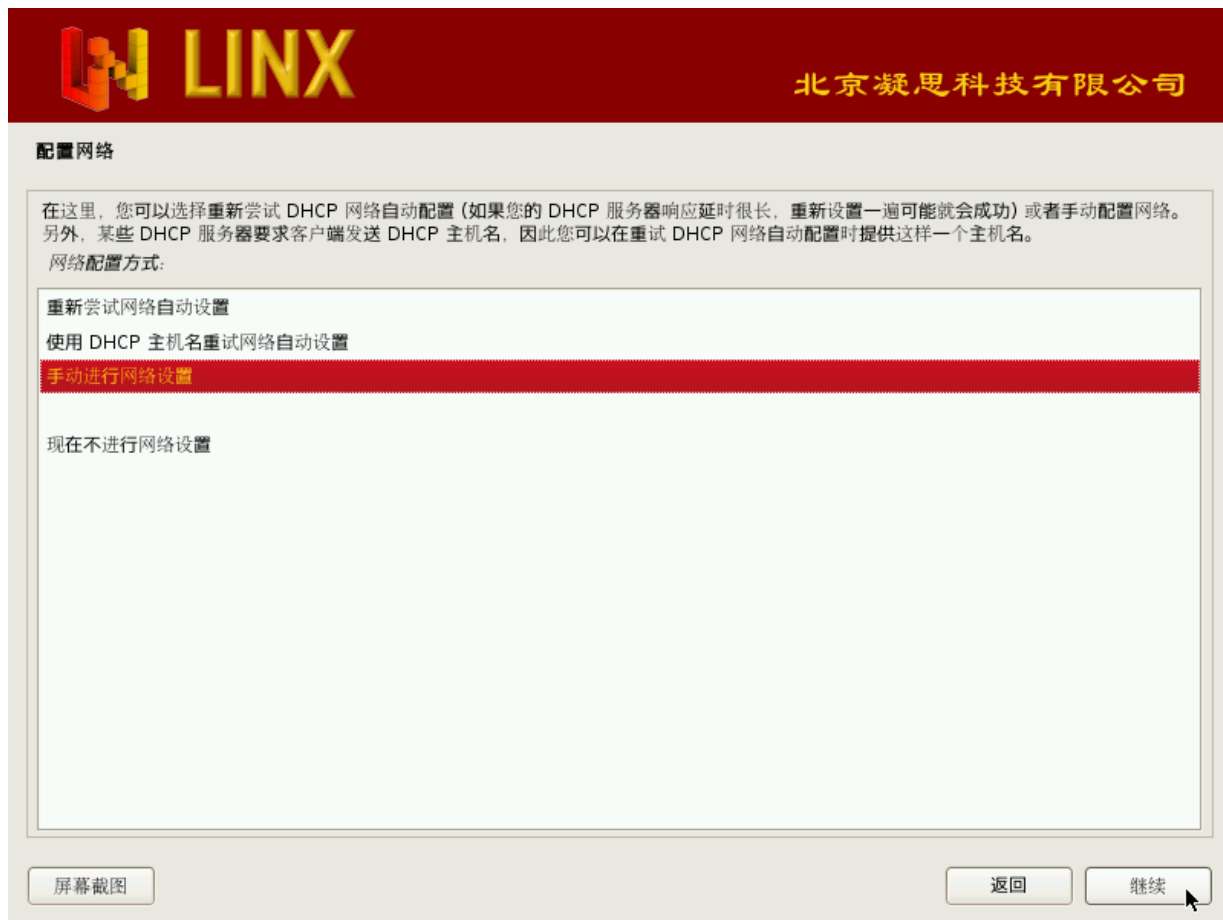 LINX
北京凝思科技有限公司
配置网络
在这里，您可以选择重新尝试 DHCP 网络自动配置 (如果您的 DHCP 服务器响应延时很长，重新设置一遍可能就会成功) 或者手动配置网络。
另外，某些 DHCP 服务器要求客户端发送 DHCP 主机名，因此您可以在重试 DHCP 网络自动配置时提供这样一个主机名。
网络配置方式:
重新尝试网络自动设置
使用 DHCP 主机名重试网络自动设置
手动进行网络设置
现在不进行网络设置
屏幕截图
返回
继续